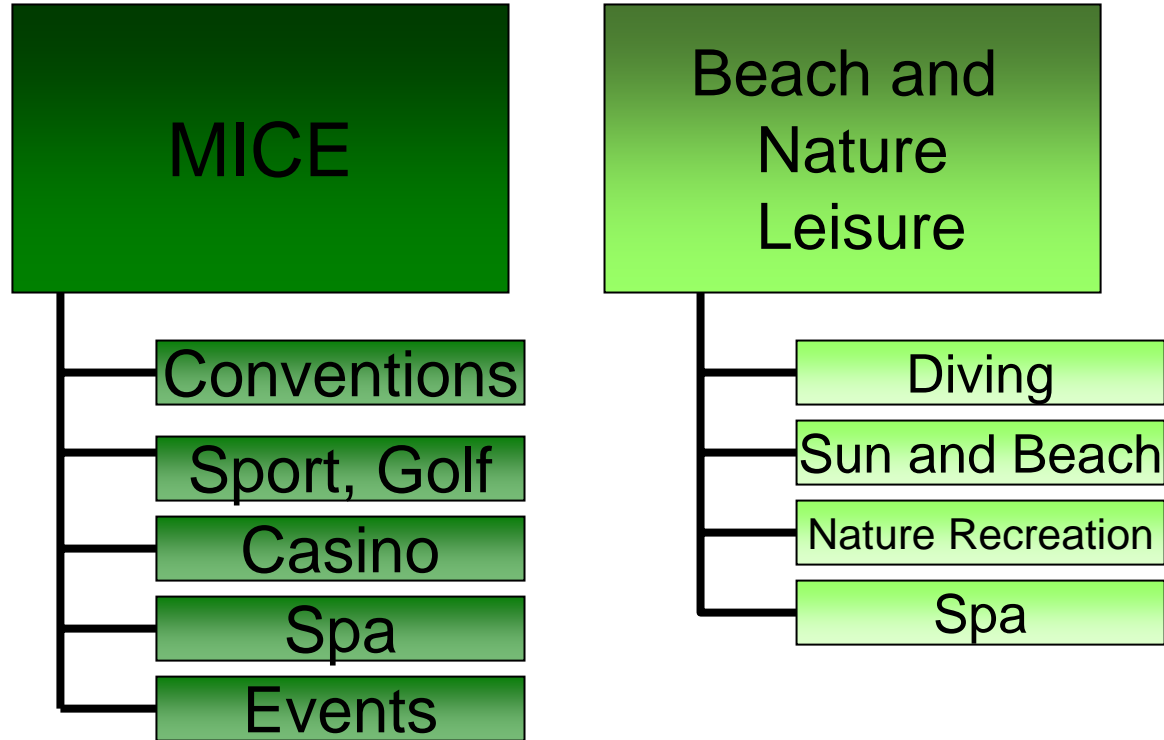 MICE
Conventions
Sport, Golf
Casino
Spa
Events
Beach and
Nature
Leisure
Diving
Sun and Beach
Nature Recreation
Spa